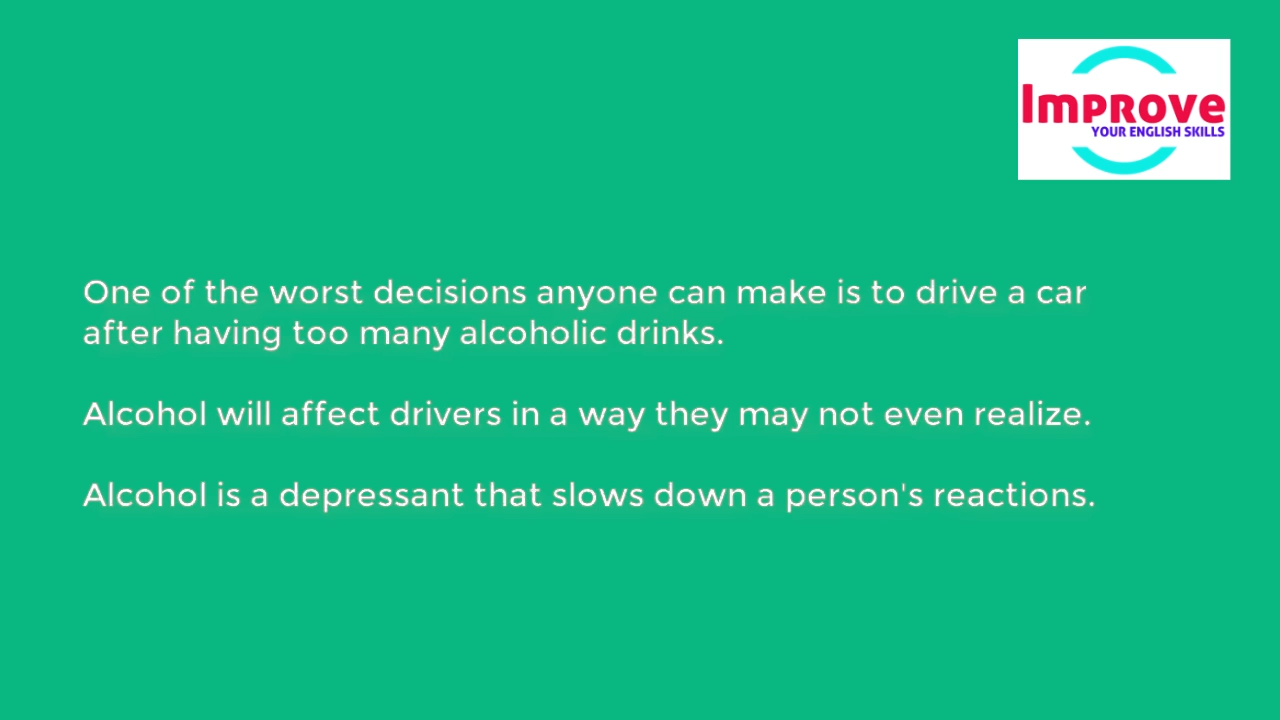 Improve
YOUR ENGLISH SKILLS
One of the worst decisions anyone can make is to drive a car
after having too many alcoholic drinks.
Alcohol will affect drivers in a way they may not even realize.
Alcohol is a depressant that slows down a person's reactions.